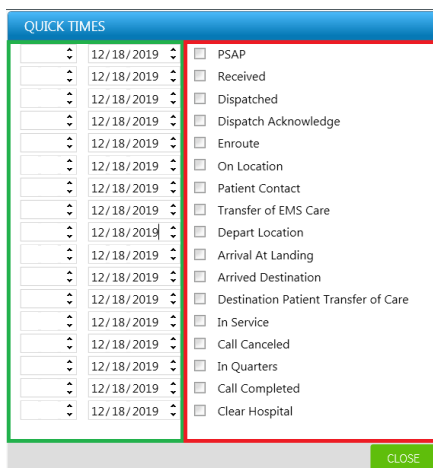 QUICK TIMES
12/18/2019 PSAP
12/18/2019 Received
12/18/2019 Dispatched
12/18/2019 Dispatch Acknowledge
12/18/2019 Enroute
12/18/2019 On Location
12/18/2019 Patient Contact
12/18/2019 Transfer of EMS Care
12/18/2019 Depart Location
12/18/2019 Arrival At Landing
12/18/2019 Arrived Destination
12/18/2019 Destination Patient Transfer of Care
12/18/2019 In Service
12/18/2019 Call Canceled
12/18/2019 In Quarters
12/18/2019 Call Completed
12/18/2019 Clear Hospital
CLOSE